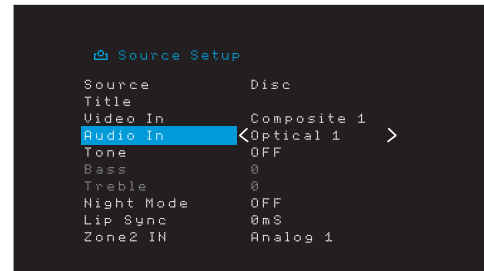 Source Setup
Source Disc
Title
Video In Composite 1
Audio In <Optical 1 >
Tone OFF
Bass 0
Treble 0
Night Mode OFF
Lip Sync 0mS
Zone2 IN Analog 1